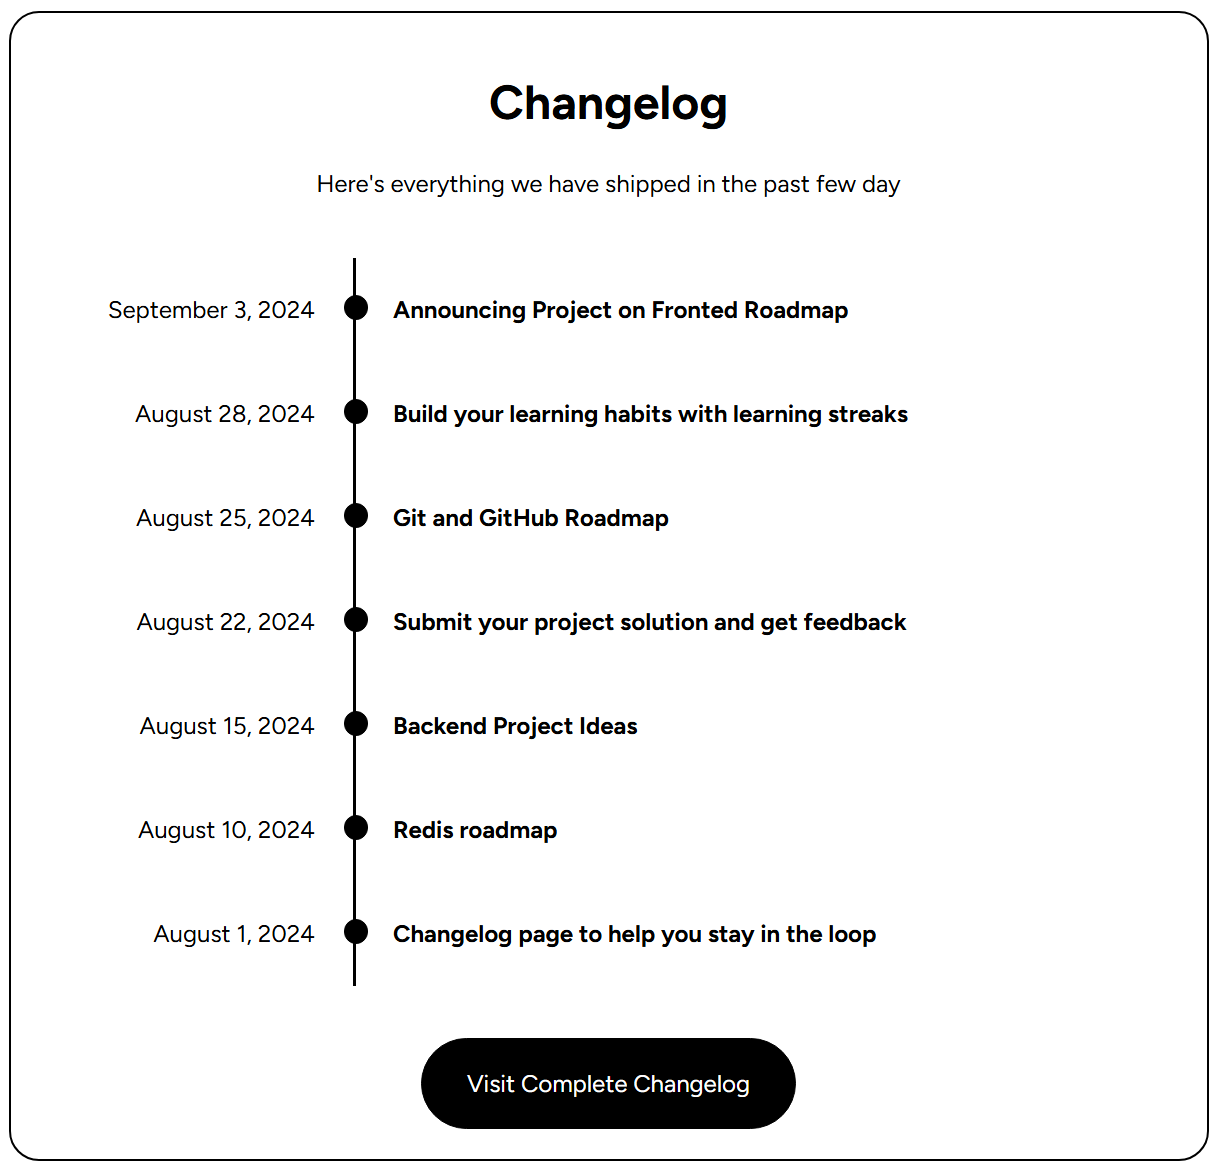 Changelog
Here's everything we have shipped in the past few day
September 3, 2024 Announcing Project on Fronted Roadmap
August 28, 2024 Build your learning habits with learning streaks
August 25, 2024 Git and GitHub Roadmap
August 22, 2024 Submit your project solution and get feedback
August 15, 2024 Backend Project Ideas
August 10, 2024 Redis roadmap
August 1, 2024 Changelog page to help you stay in the loop
Visit Complete Changelog